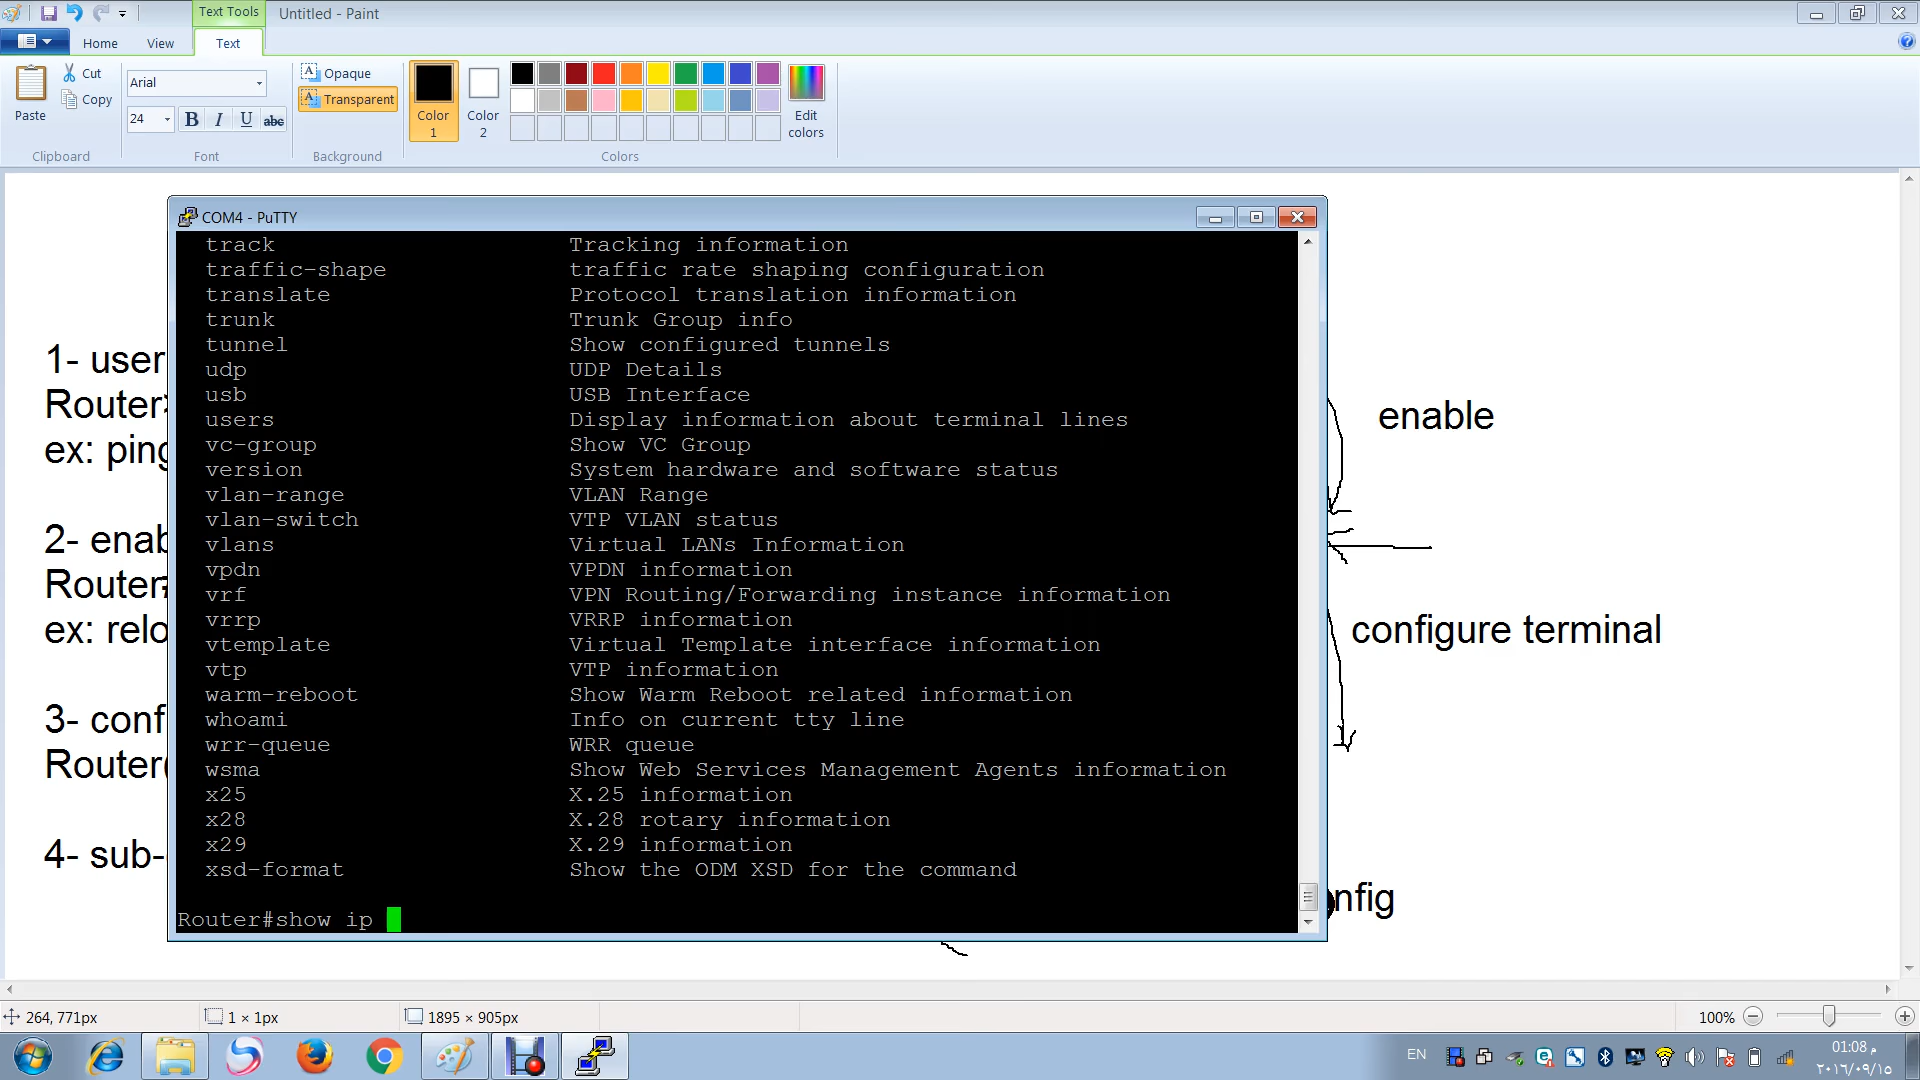 Text Tools
Untitled - Paint
Home
View
Text
Paste
Cut
Copy
Clipboard
Arial
24
B I U abc
Font
Opaque
Transparent
Background
Color 1
Color 2
Edit colors
Colors
COM4 - PuTTY
track Tracking information
traffic-shape traffic rate shaping configuration
translate Protocol translation information
trunk Trunk Group info
tunnel Show configured tunnels
udp UDP Details
usb USB Interface
users Display information about terminal lines
vc-group Show VC Group
version System hardware and software status
vlan-range VLAN Range
vlan-switch VTP VLAN status
vlans Virtual LANs Information
vpdn VPDN information
vrf VPN Routing/Forwarding instance information
vrrp VRRP information
vtemplate Virtual Template interface information
vtp VTP information
warm-reboot Show Warm Reboot related information
whoami Info on current tty line
wrr-queue WRR queue
wsma Show Web Services Management Agents information
x25 X.25 information
x28 X.28 rotary information
x29 X.29 information
xsd-format Show the ODM XSD for the command
Router#show ip
1- user
Router>
ex: ping
2- enab
Router#
ex: relo
3- conf
Router(
4- sub-
enable
configure terminal
nfig
264, 771px
1 × 1px
1895 × 905px
100%
EN
01:08 م
٢٠١٦/٠٩/١٥